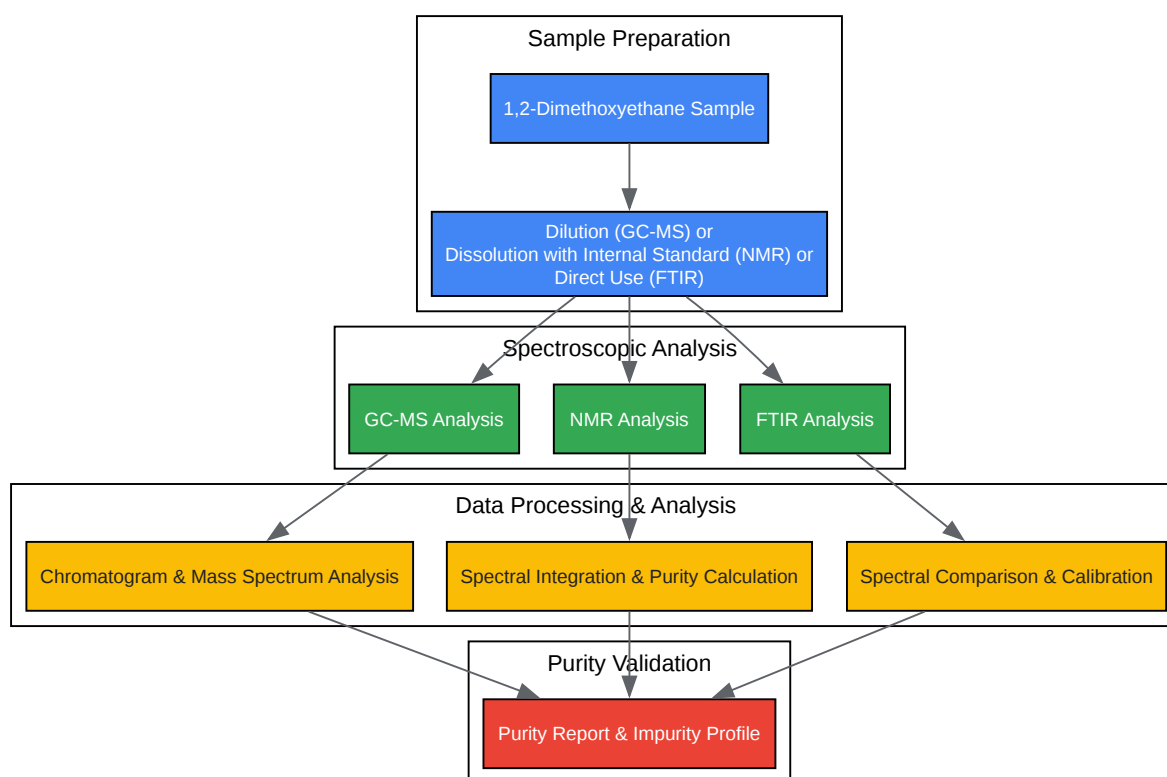 Sample Preparation
1,2-Dimethoxyethane Sample
Dilution (GC-MS) or
Dissolution with Internal Standard (NMR) or
Direct Use (FTIR)
Spectroscopic Analysis
GC-MS Analysis
NMR Analysis
FTIR Analysis
Data Processing & Analysis
Chromatogram & Mass Spectrum Analysis
Spectral Integration & Purity Calculation
Spectral Comparison & Calibration
Purity Validation
Purity Report & Impurity Profile